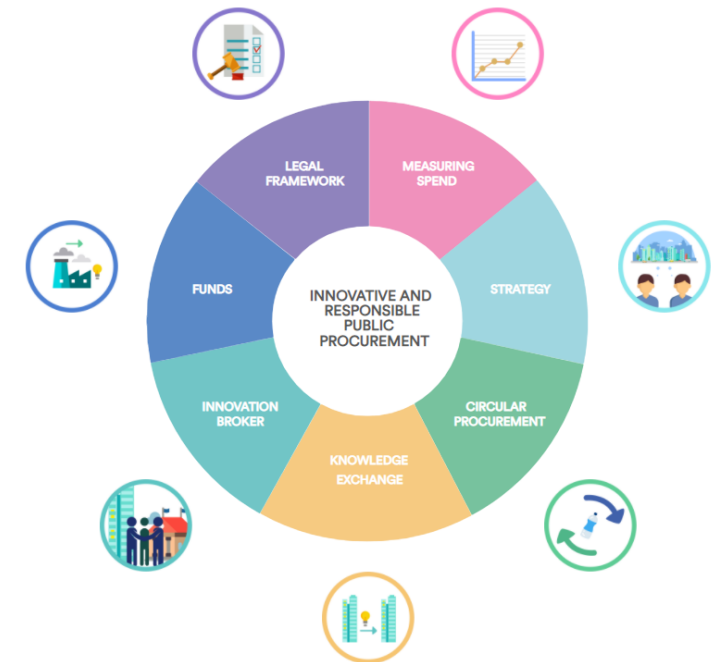 LEGAL
FRAMEWORK
MEASURING
SPEND
FUNDS
INNOVATIVE AND
RESPONSIBLE
PUBLIC
PROCUREMENT
STRATEGY
INNOVATION
BROKER
CIRCULAR
PROCUREMENT
KNOWLEDGE
EXCHANGE